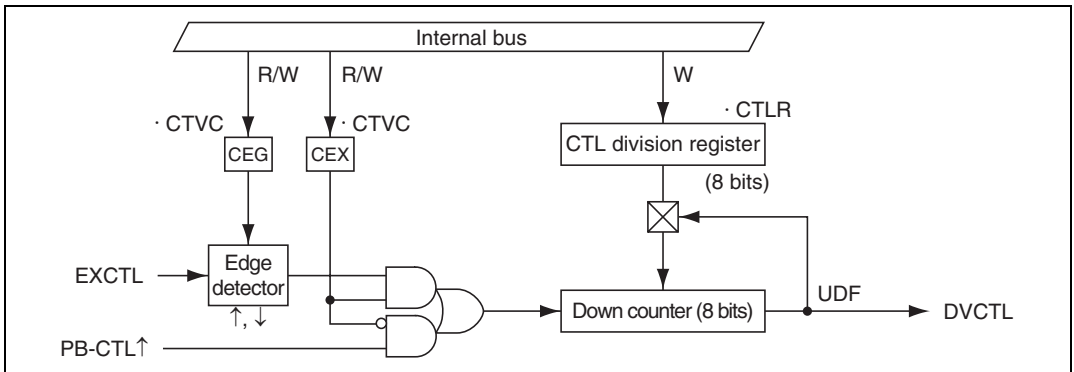 Internal bus
R/W
R/W
W
· CTVC
· CTVC
· CTLR
CEG
CEX
CTL division register
(8 bits)
EXCTL
Edge
detector
↑, ↓
Down counter (8 bits)
UDF
DVCTL
PB-CTL↑